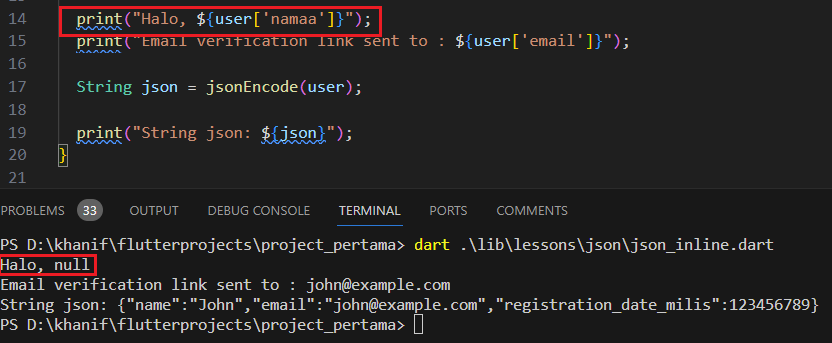 14 print("Halo, ${user['namaa']}");
15 print("Email verification link sent to : ${user['email']}");
16
17 String json = jsonEncode(user);
18
19 print("String json: ${json}");
20 }
21
PROBLEMS 33 OUTPUT DEBUG CONSOLE TERMINAL PORTS COMMENTS
PS D:\khanif\flutterprojects\project_pertama> dart .\lib\lessons\json\json_inline.dart
Halo, null
Email verification link sent to : john@example.com
String json: {"name":"John","email":"john@example.com","registration_date_milis":123456789}
PS D:\khanif\flutterprojects\project_pertama>